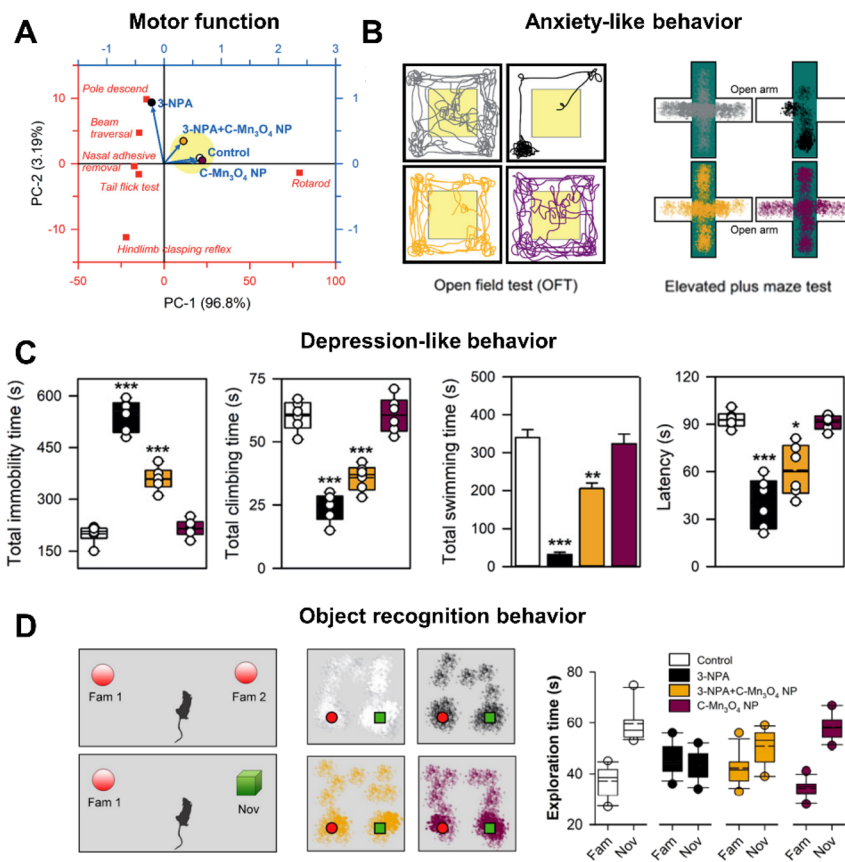 Motor function
Anxiety-like behavior
A
-1 0 1 2 3
10
0
-10
2
1
0
-1
Pole descend
3-NPA
Beam traversal
3-NPA+C-Mn₃O₄ NP
Nasal adhesive removal
Control
C-Mn₃O₄ NP
Tail flick test
Rotarod
Hindlimb clasping reflex
PC-2 (3.19%)
-50 0 50 100
PC-1 (96.8%)
B
Open arm
Open arm
Open field test (OFT)
Elevated plus maze test
Depression-like behavior
C
Total immobility time (s)
600
450
300
150
***
***
Total climbing time (s)
75
50
25
0
***
***
Total swimming time (s)
500
400
300
200
100
0
***
**
Latency (s)
120
90
60
30
0
***
*
Object recognition behavior
D
Fam 1
Fam 2
Fam 1
Nov
Control
3-NPA
3-NPA+C-Mn₃O₄ NP
C-Mn₃O₄ NP
Exploration time (s)
80
60
40
20
Fam Nov Fam Nov Fam Nov Fam Nov